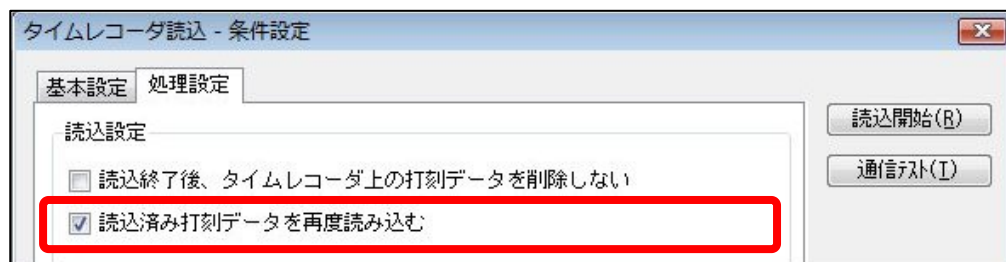 タイムレコーダ読込 - 条件設定
基本設定 処理設定
読込設定
読込開始(R)
読込終了後、タイムレコーダ上の打刻データを削除しない
通信テスト(T)
読込済み打刻データを再度読み込む